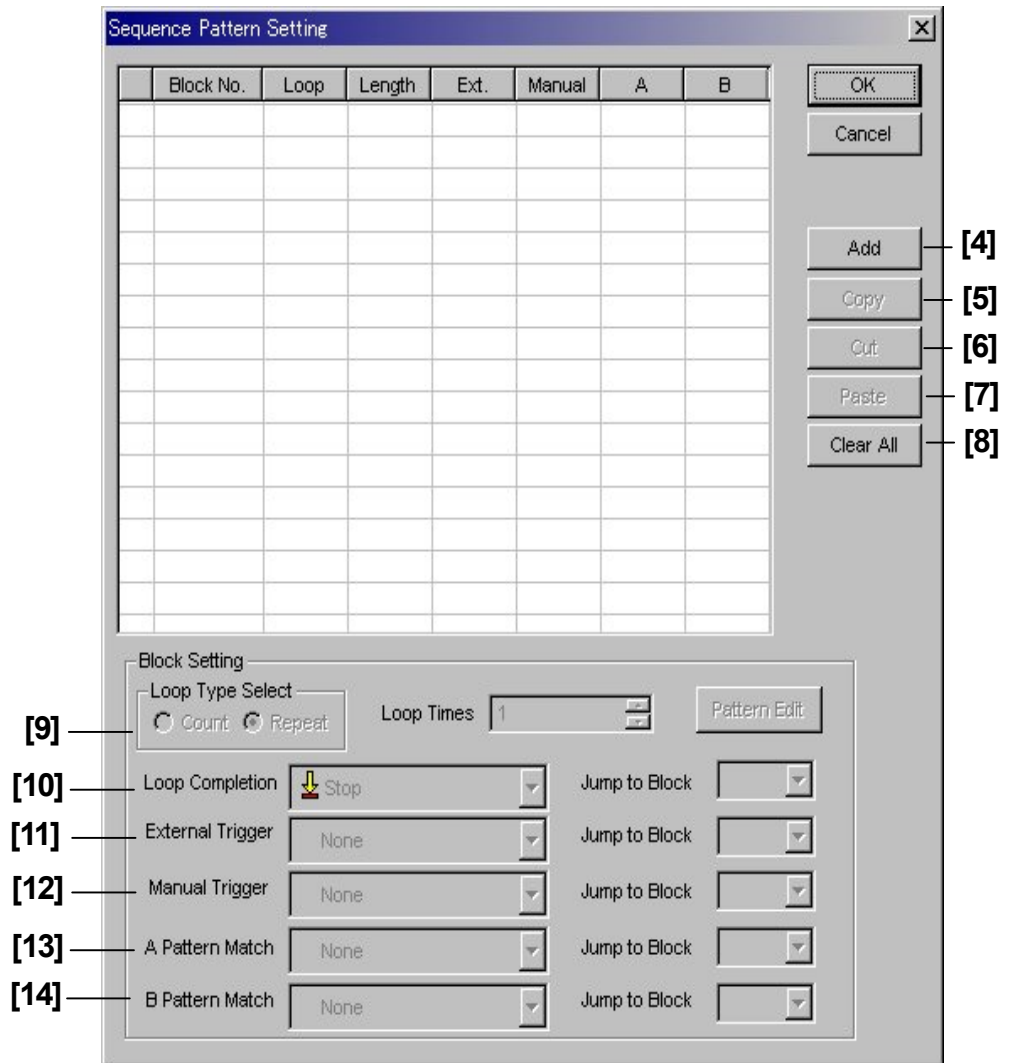 Sequence Pattern Setting
Block No. Loop Length Ext. Manual A B
OK
Cancel
Add [4]
Copy [5]
Cut [6]
Paste [7]
Clear All [8]
Block Setting
Loop Type Select
[9] Count Repeat Loop Times 1 Pattern Edit
[10] Loop Completion Stop Jump to Block
[11] External Trigger None Jump to Block
[12] Manual Trigger None Jump to Block
[13] A Pattern Match None Jump to Block
[14] B Pattern Match None Jump to Block